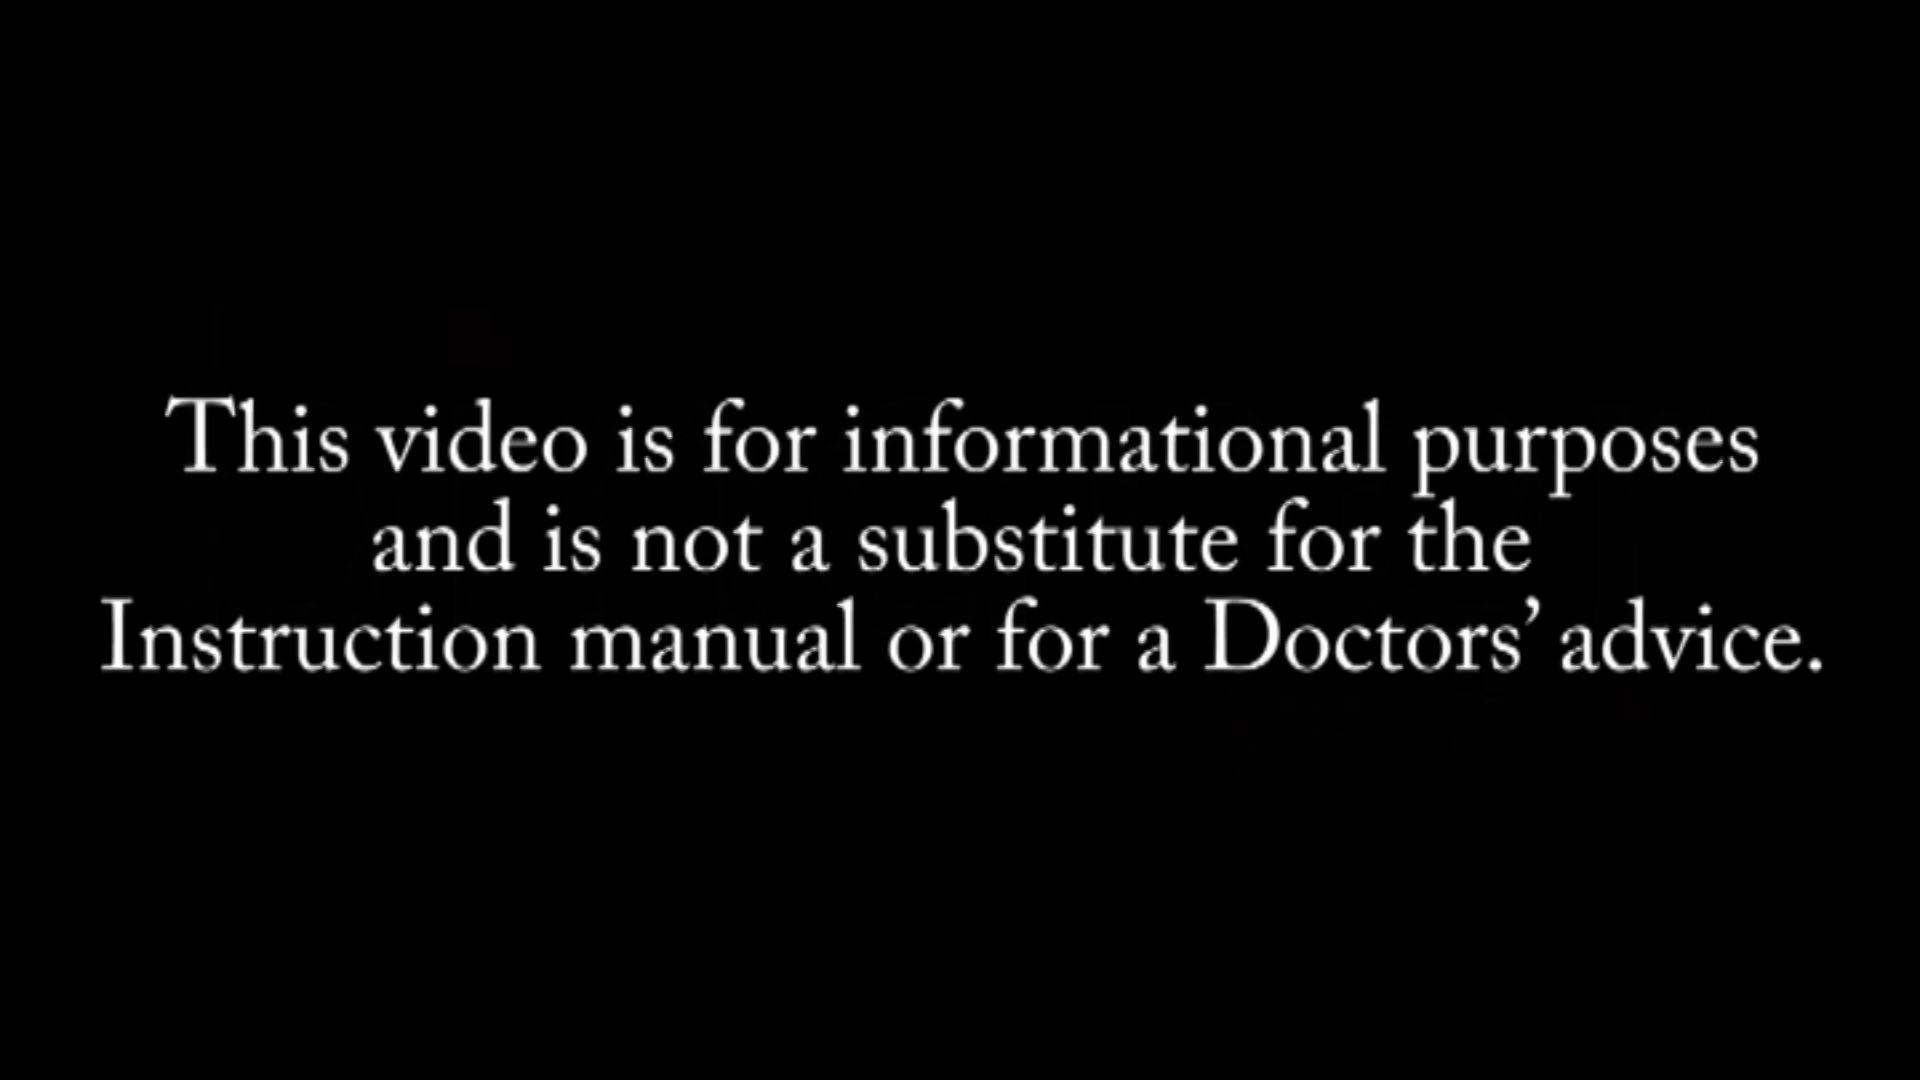 This video is for informational purposes
and is not a substitute for the
Instruction manual or for a Doctors’ advice.